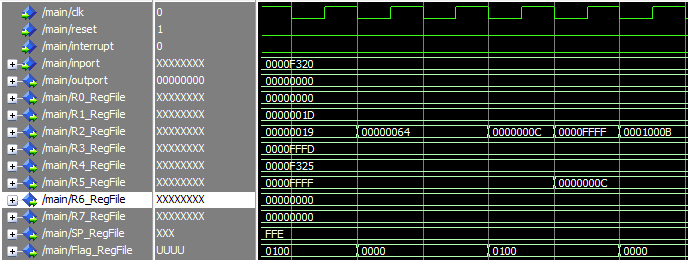 /main/clk 0
/main/reset 1
/main/interrupt 0
/main/inport XXXXXXXX 0000F320
/main/outport 00000000 00000000
/main/R0_RegFile XXXXXXXX 00000000
/main/R1_RegFile XXXXXXXX 0000001D
/main/R2_RegFile XXXXXXXX 00000019 00000064 0000000C 0000FFFF 0001000B
/main/R3_RegFile XXXXXXXX 0000FFFD
/main/R4_RegFile XXXXXXXX 0000F325
/main/R5_RegFile XXXXXXXX 0000FFFF 0000000C
/main/R6_RegFile XXXXXXXX 00000000
/main/R7_RegFile XXXXXXXX 00000000
/main/SP_RegFile XXX FFE
/main/Flag_RegFile UUUU 0100 0000 0100 0000